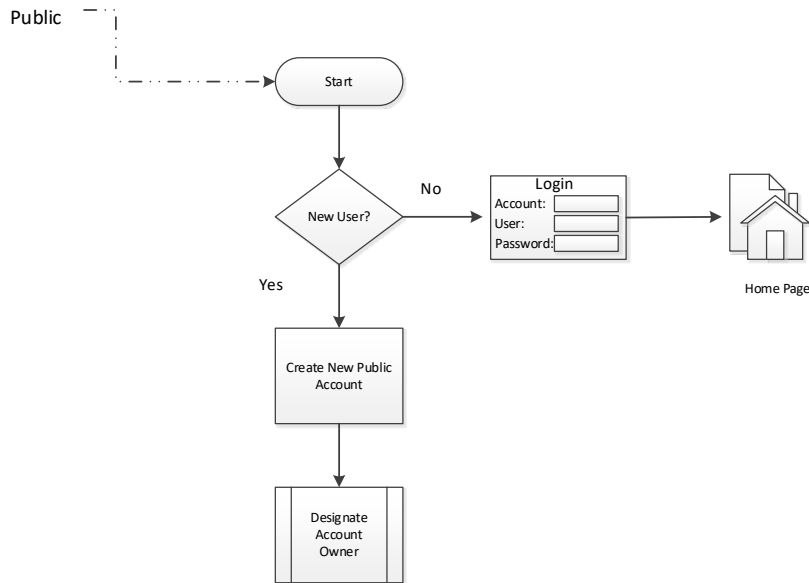 Public
Start
New User?
No
Login
Account:
User:
Password:
Home Page
Yes
Create New Public
Account
Designate
Account
Owner